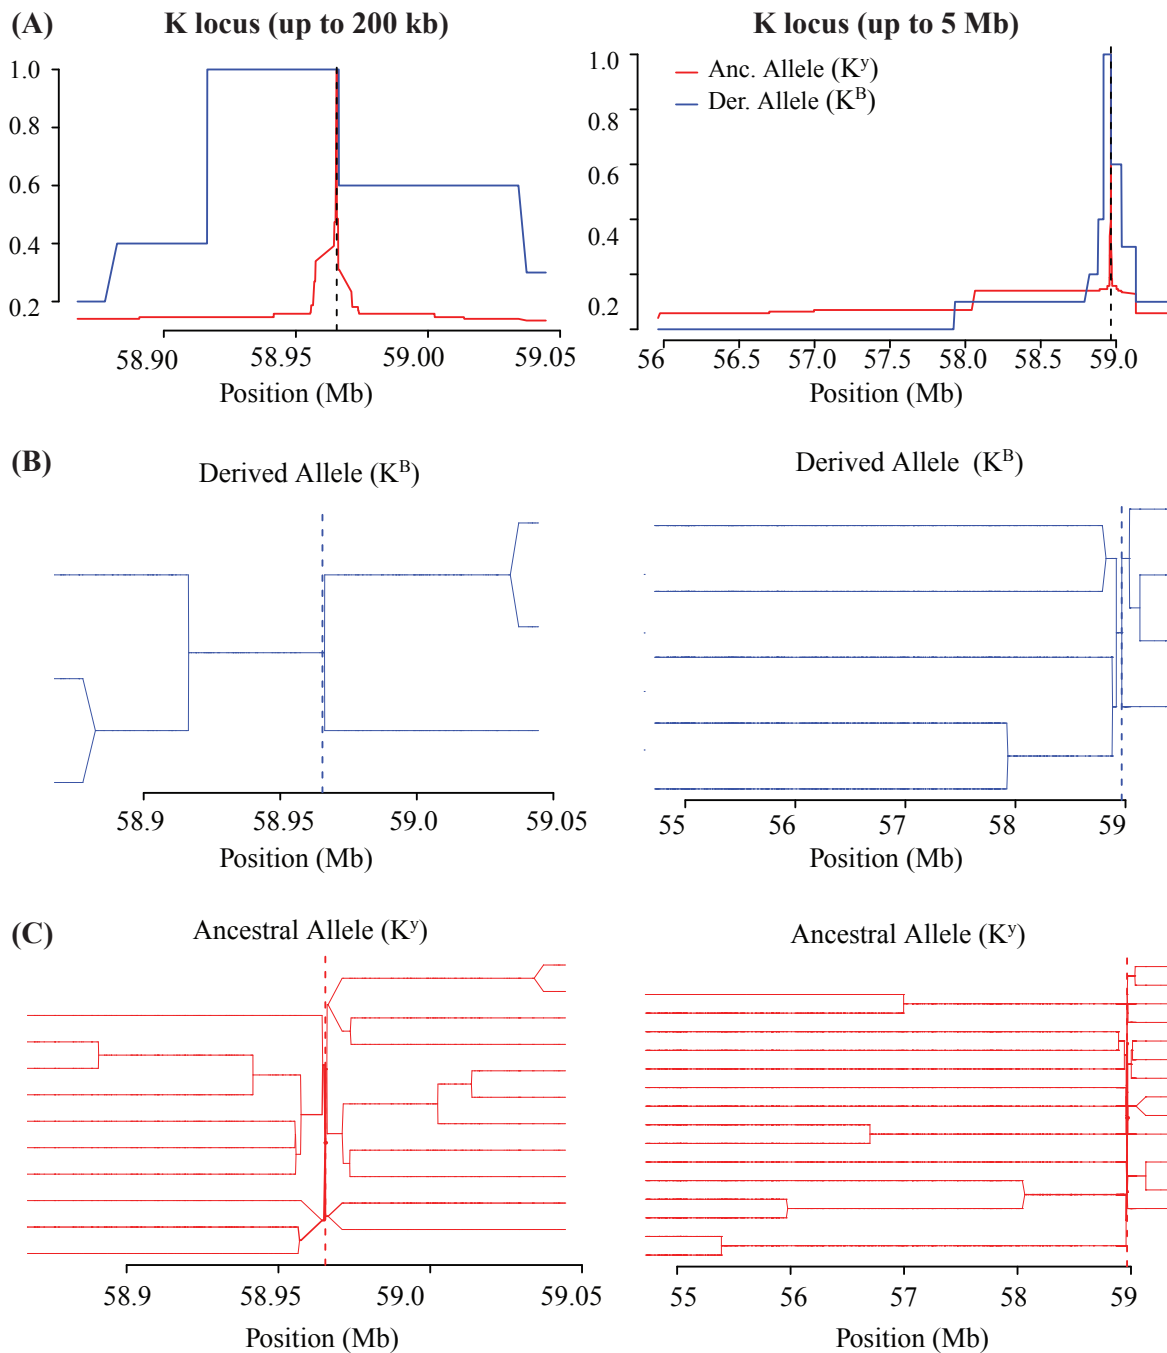 (A)
K locus (up to 200 kb)
K locus (up to 5 Mb)
1.0
0.8
0.6
0.4
0.2
58.90
58.95
59.00
59.05
Position (Mb)
1.0
0.8
0.6
0.4
0.2
Anc. Allele (Kʸ)
Der. Allele (Kᴮ)
56
56.5
57.0
57.5
58.0
58.5
59.0
Position (Mb)
(B)
Derived Allele (Kᴮ)
58.9
58.95
59.0
59.05
Position (Mb)
Derived Allele (Kᴮ)
55
56
57
58
59
Position (Mb)
(C)
Ancestral Allele (Kʸ)
58.9
58.95
59.0
59.05
Position (Mb)
Ancestral Allele (Kʸ)
55
56
57
58
59
Position (Mb)